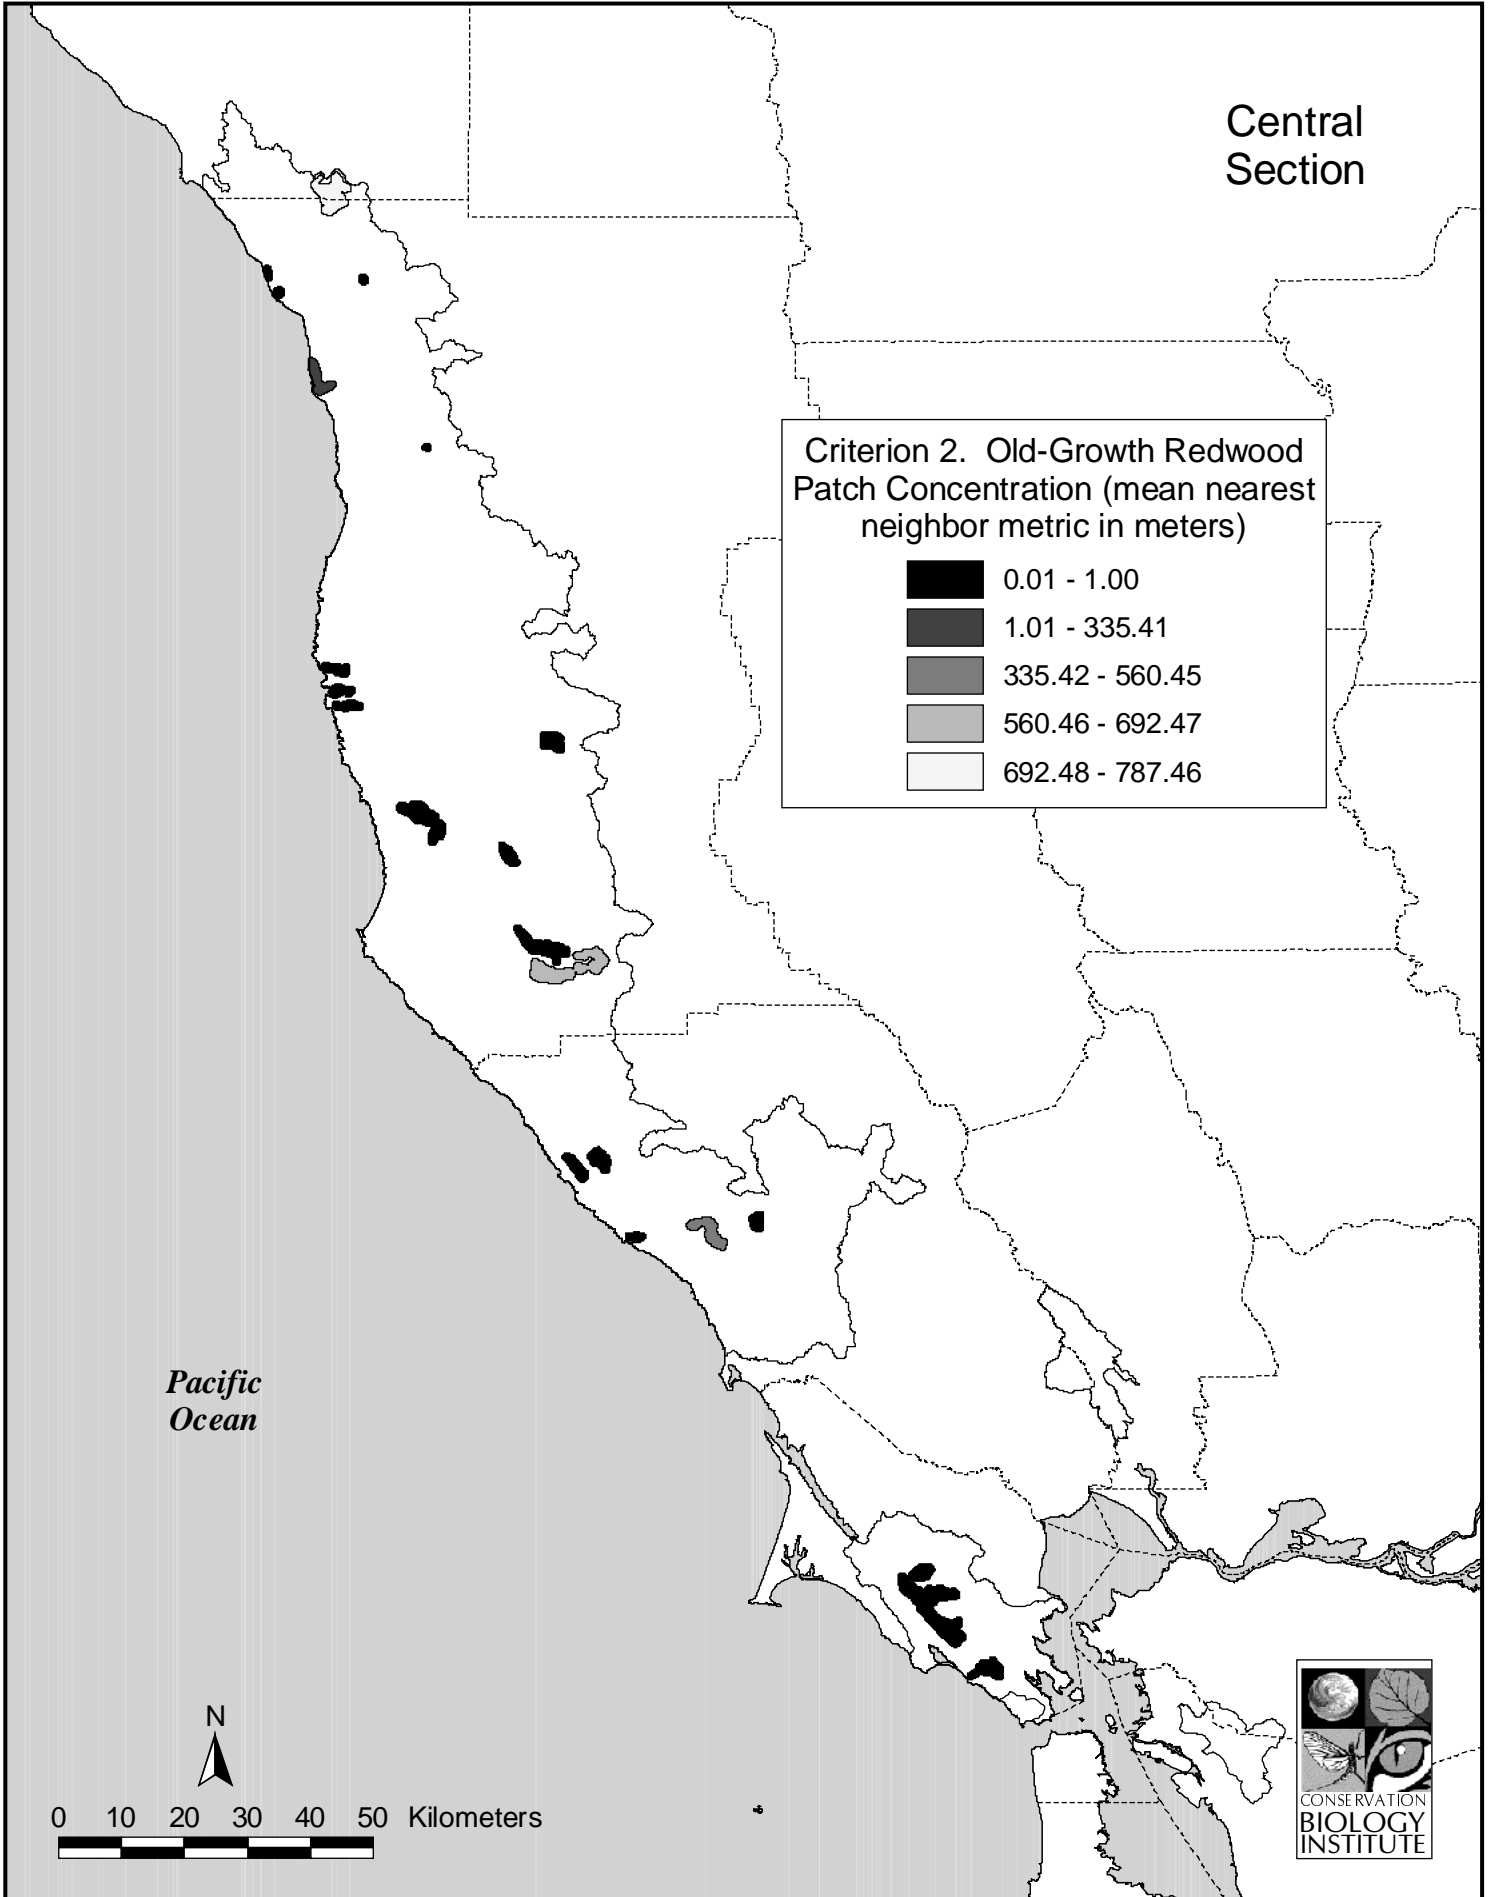 Central
Section
Criterion 2. Old-Growth Redwood
Patch Concentration (mean nearest
neighbor metric in meters)
0.01 - 1.00
1.01 - 335.41
335.42 - 560.45
560.46 - 692.47
692.48 - 787.46
Pacific
Ocean
N
0 10 20 30 40 50 Kilometers
CONSERVATION
BIOLOGY
INSTITUTE